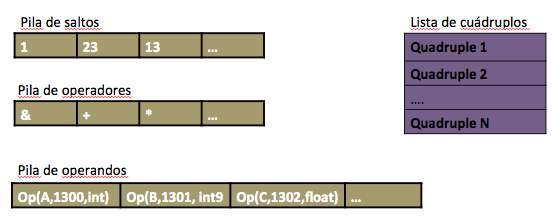 Pila de saltos
1 23 13 ...
Pila de operadores
& + * ...
Pila de operandos
Op(A,1300,int) Op(B,1301, int9 Op(C,1302,float) ...
Lista de cuádruplos
Quadruple 1
Quadruple 2
....
Quadruple N